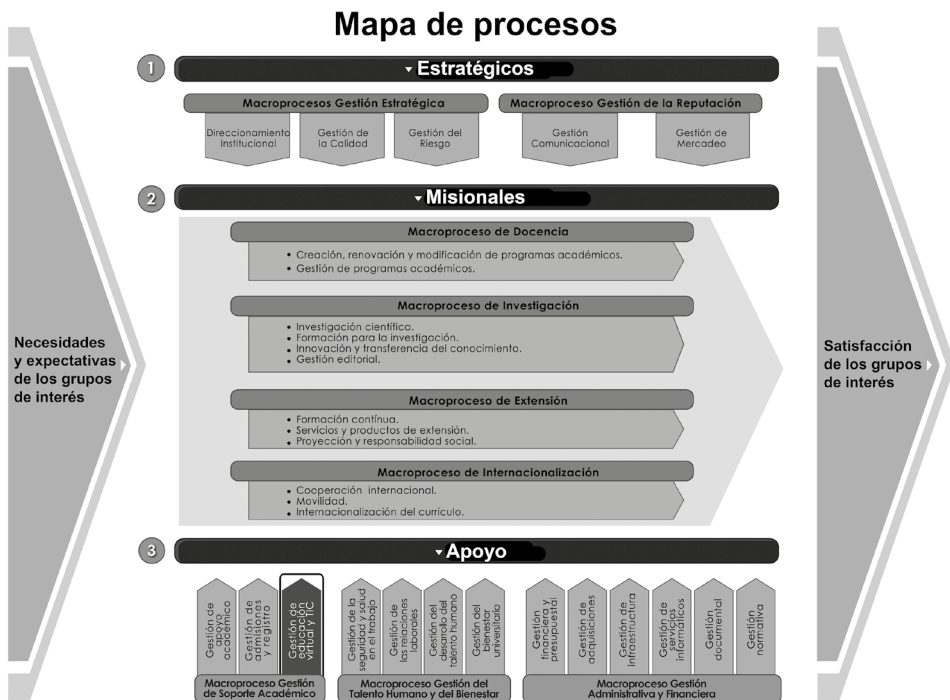 Mapa de procesos
1
Estratégicos
Macroprocesos Gestión Estratégica
Macroproceso Gestión de la Reputación
Direccionamiento
Institucional
Gestión de
la Calidad
Gestión del
Riesgo
Gestión
Comunicacional
Gestión de
Mercadeo
2
Misionales
Macroproceso de Docencia
• Creación, renovación y modificación de programas académicos.
• Gestión de programas académicos.
Macroproceso de Investigación
• Investigación científica.
• Formación para la investigación.
• Innovación y transferencia del conocimiento.
• Gestión editorial.
Necesidades
y expectativas
de los grupos
de interés
Satisfacción
de los grupos
de interés
Macroproceso de Extensión
• Formación contínua.
• Servicios y productos de extensión.
• Proyección y responsabilidad social.
Macroproceso de Internacionalización
• Cooperación internacional.
• Movilidad.
• Internacionalización del currículo.
3
Apoyo
Gestión de
apoyo
académico
Gestión de
admisiones
y registro
Gestión de
educación
virtual y TIC
Gestión de la
seguridad y salud
en el trabajo
Gestión de
las relaciones
laborales
Gestión del
desarrollo del
talento humano
Gestión del
bienestar
universitario
Gestión
financiera y
presupuestal
Gestión de
adquisiciones
Gestión de
infraestructura
Gestión de
servicios
informáticos
Gestión
documental
Gestión
normativa
Macroproceso Gestión
de Soporte Académico
Macroproceso Gestión del
Talento Humano y del Bienestar
Macroproceso Gestión
Administrativa y Financiera